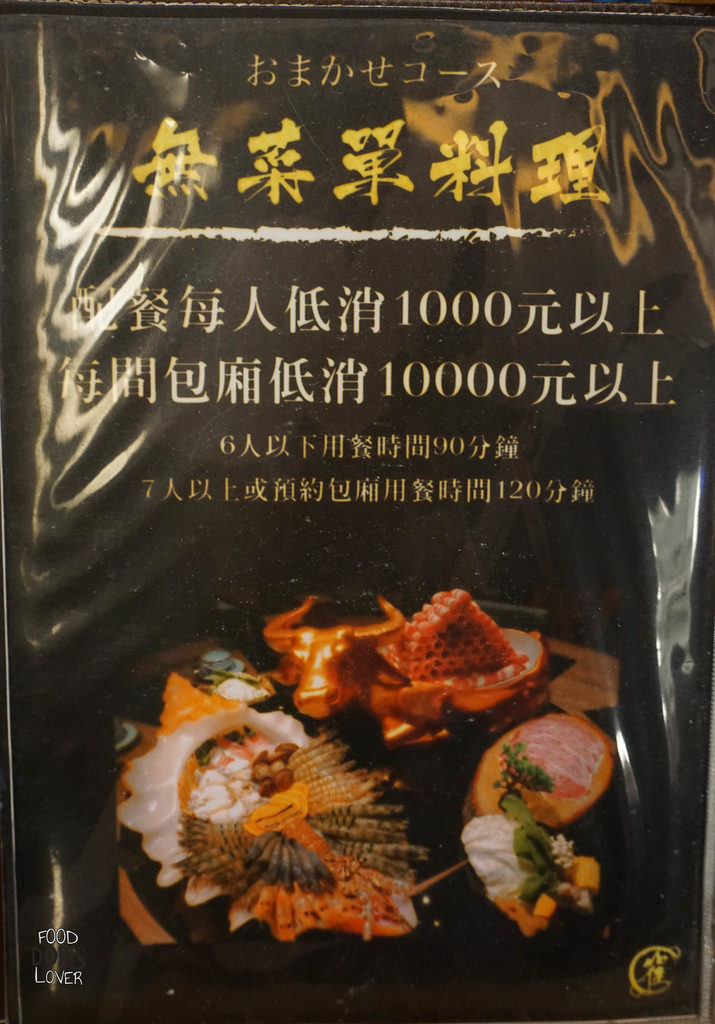 おまかせコース
無菜單料理
配餐每人低消1000元以上
每間包廂低消10000元以上
6人以下用餐時間90分鐘
7人以上或預約包廂用餐時間120分鐘
FOOD
LOVER